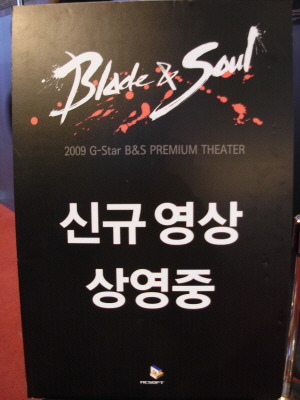 Blade & Soul
2009 G-Star B&S PREMIUM THEATER
신규 영상
상영중
NCSOFT